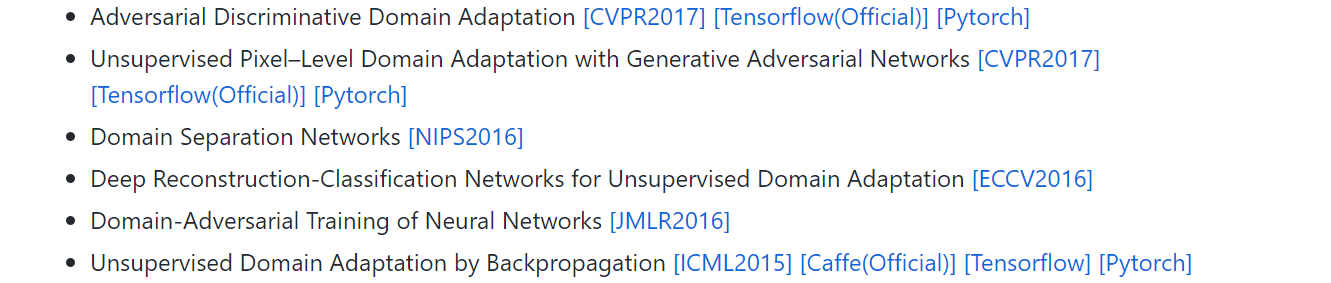 Adversarial Discriminative Domain Adaptation [CVPR2017] [Tensorflow(Official)] [Pytorch]
Unsupervised Pixel–Level Domain Adaptation with Generative Adversarial Networks [CVPR2017]
[Tensorflow(Official)] [Pytorch]
Domain Separation Networks [NIPS2016]
Deep Reconstruction-Classification Networks for Unsupervised Domain Adaptation [ECCV2016]
Domain-Adversarial Training of Neural Networks [JMLR2016]
Unsupervised Domain Adaptation by Backpropagation [ICML2015] [Caffe(Official)] [Tensorflow] [Pytorch]